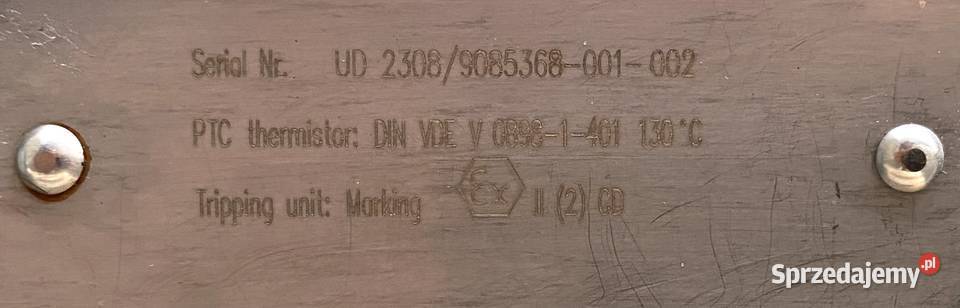 Serial Nr. UD 2308/9085368-001-002
PTC thermistor: DIN VDE V 0898-1-401 130°C
Tripping unit: Marking Ex II (2) GD
Sprzedajemy.pl